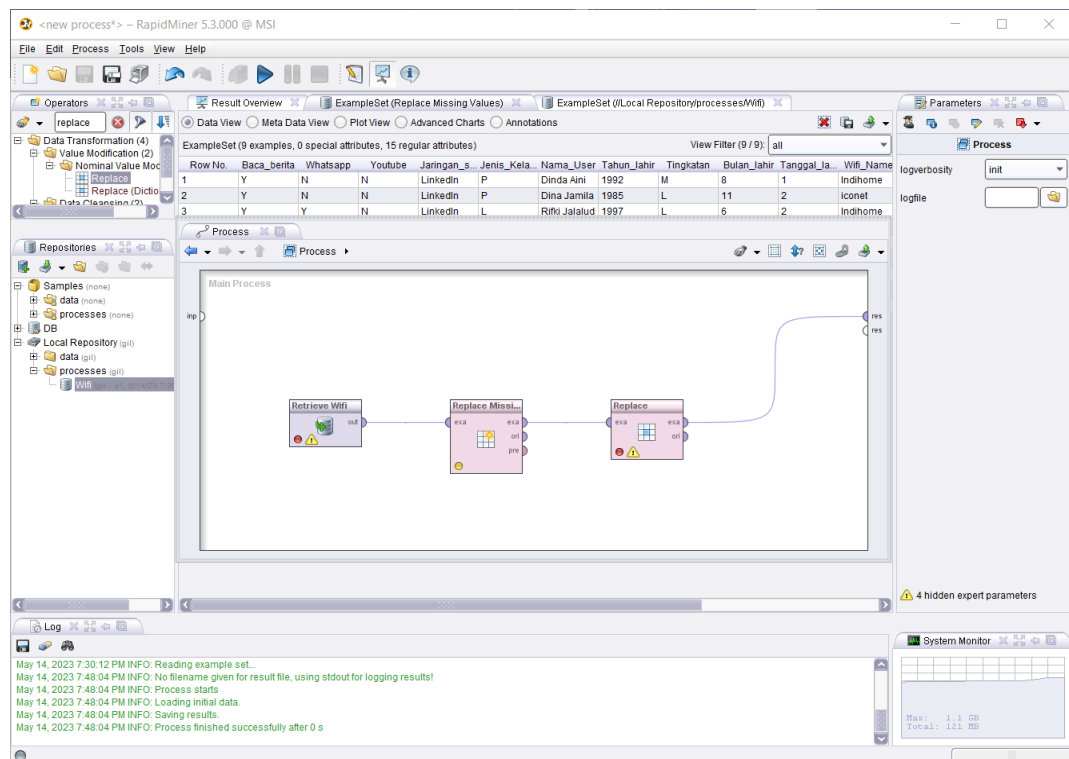 <new process*> – RapidMiner 5.3.000 @ MSI
File Edit Process Tools View Help
Operators
replace
Data Transformation (4)
Value Modification (2)
Nominal Value Moc
Replace
Replace (Dictio
Data Cleansing (2)
Repositories
Samples (none)
data (none)
processes (none)
DB
Local Repository (gil)
data (gil)
processes (gil)
Wifi (gil - v1, 5/14/23 7:30
Result Overview
ExampleSet (Replace Missing Values)
ExampleSet (//Local Repository/processes/Wifi)
Data View Meta Data View Plot View Advanced Charts Annotations
ExampleSet (9 examples, 0 special attributes, 15 regular attributes) View Filter (9 / 9): all
Row No. Baca_berita Whatsapp Youtube Jaringan_s... Jenis_Kela... Nama_User Tahun_lahir Tingkatan Bulan_lahir Tanggal_la... Wifi_Name
1 Y N N LinkedIn P Dinda Aini 1992 M 8 1 Indihome
2 Y N N LinkedIn P Dina Jamila 1985 L 11 2 iconet
3 Y Y N LinkedIn L Rifki Jalalud 1997 L 6 2 Indihome
Process
Process
Main Process
inp
res
res
Retrieve Wifi
out
Replace Missi...
exa exa
ori
pre
Replace
exa exa
ori
Parameters
Process
logverbosity init
logfile
4 hidden expert parameters
Log
May 14, 2023 7:30:12 PM INFO: Reading example set...
May 14, 2023 7:48:04 PM INFO: No filename given for result file, using stdout for logging results!
May 14, 2023 7:48:04 PM INFO: Process starts
May 14, 2023 7:48:04 PM INFO: Loading initial data.
May 14, 2023 7:48:04 PM INFO: Saving results.
May 14, 2023 7:48:04 PM INFO: Process finished successfully after 0 s
System Monitor
Max: 1.1 GB
Total: 121 MB